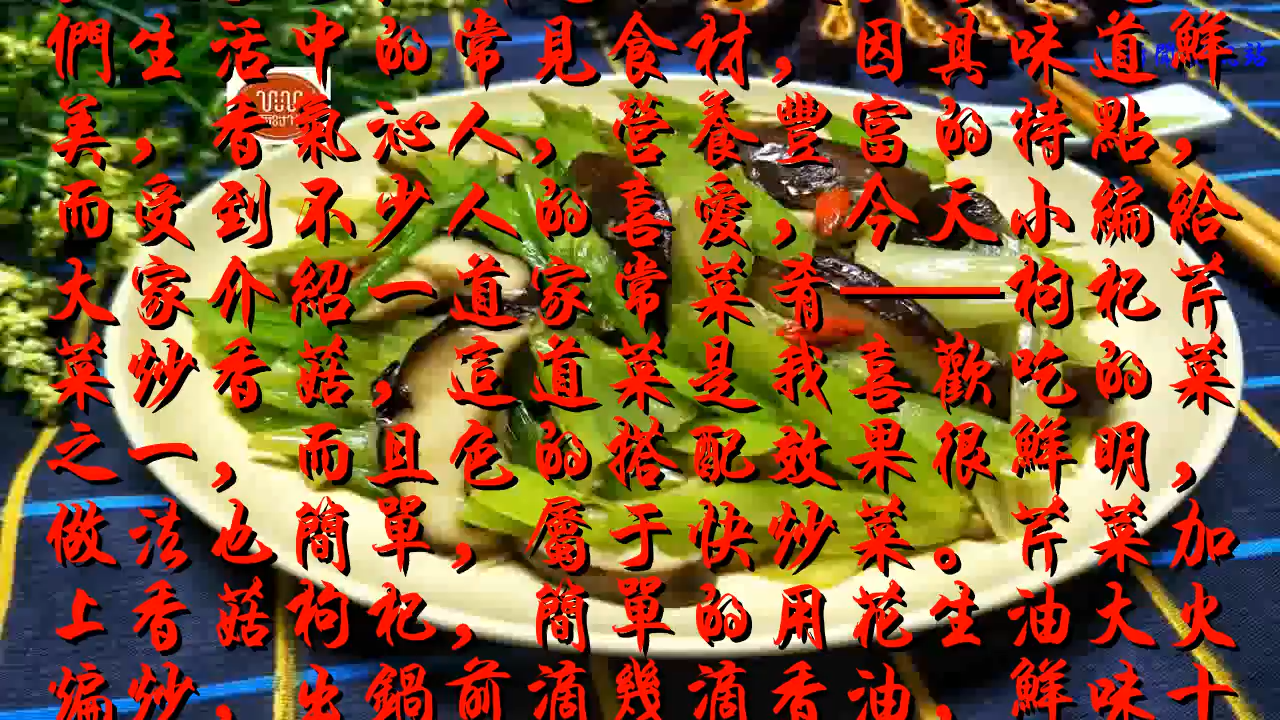 們生活中的常見食材，因其味道鮮
美，香氣沁人，營養豐富的特點，
而受到不少人的喜愛，今天小編給
大家介紹一道家常菜肴——枸杞芹
菜炒香菇，這道菜是我喜歡吃的菜
之一，而且色的搭配效果很鮮明，
做法也簡單，屬于快炒菜。芹菜加
上香菇枸杞，簡單的用花生油大火
煸炒，出鍋前滴幾滴香油，鮮味十